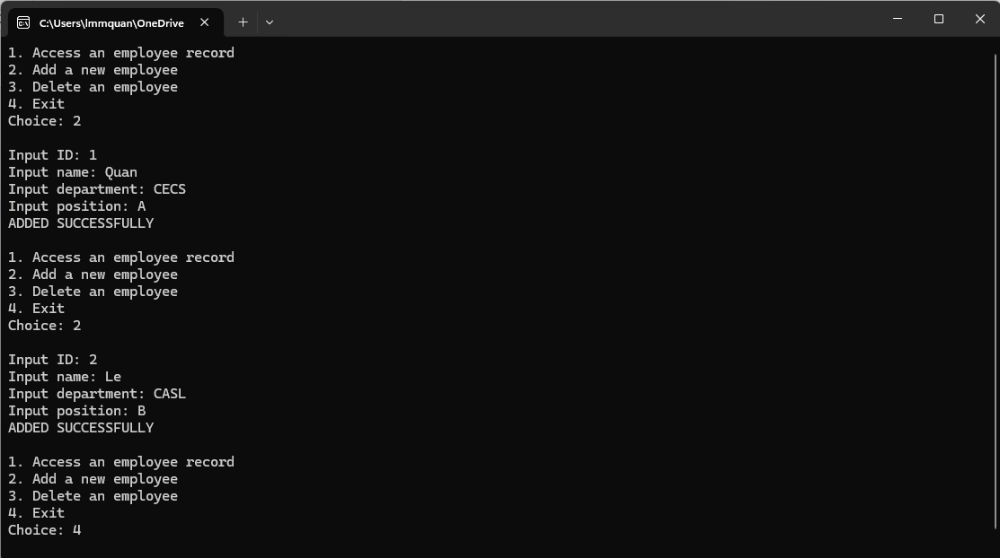 C:\Users\lmmquan\OneDrive
1. Access an employee record
2. Add a new employee
3. Delete an employee
4. Exit
Choice: 2
Input ID: 1
Input name: Quan
Input department: CECS
Input position: A
ADDED SUCCESSFULLY
1. Access an employee record
2. Add a new employee
3. Delete an employee
4. Exit
Choice: 2
Input ID: 2
Input name: Le
Input department: CASL
Input position: B
ADDED SUCCESSFULLY
1. Access an employee record
2. Add a new employee
3. Delete an employee
4. Exit
Choice: 4